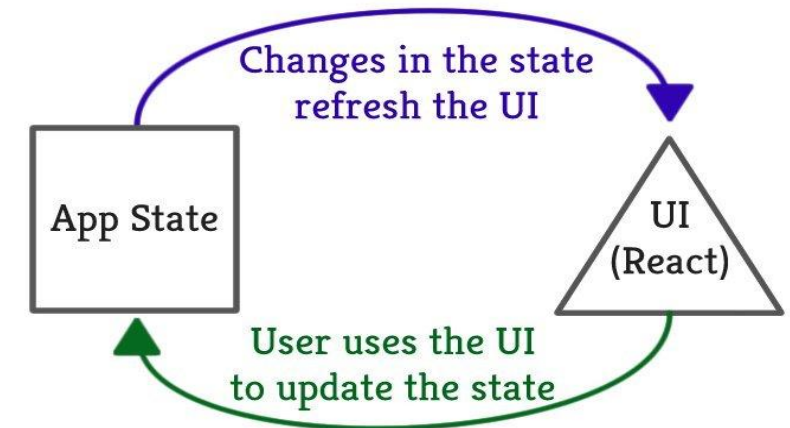 Changes in the state
refresh the UI
App State
UI
(React)
User uses the UI
to update the state